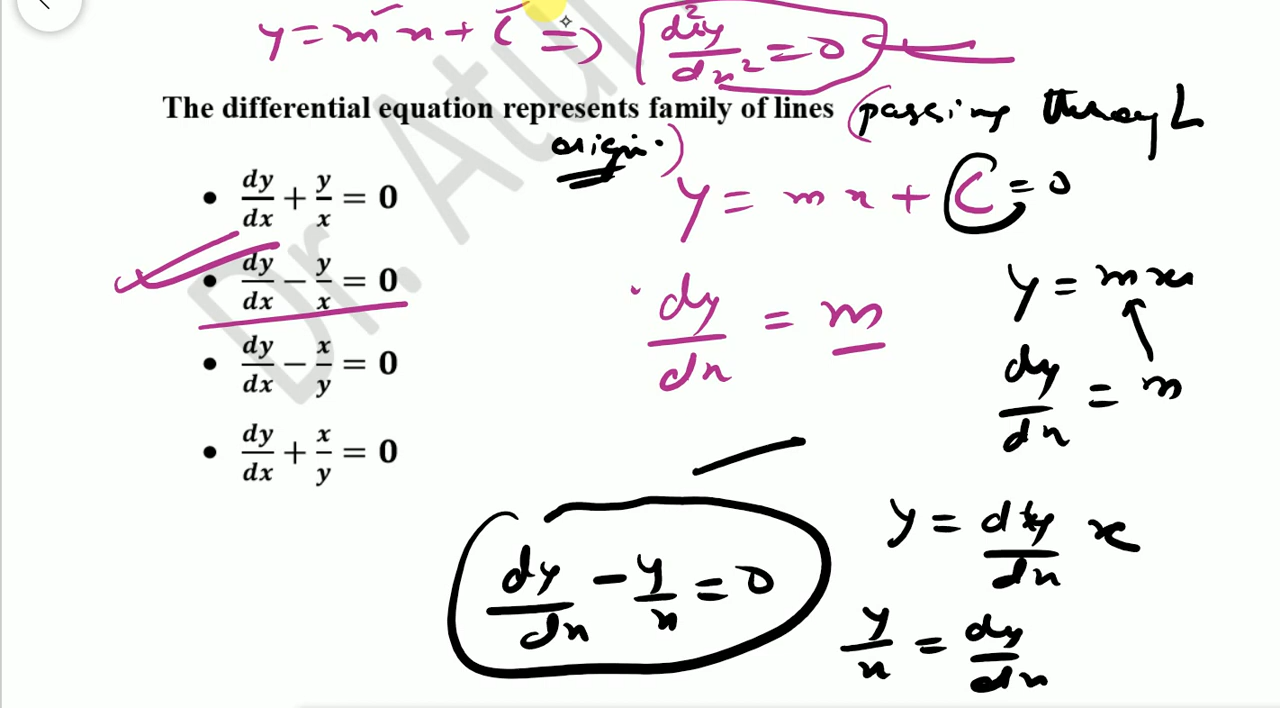 y = mx + C ⇒ d²y/dx² = 0
The differential equation represents family of lines (passing through
origin.)
y = mx + C = 0
• dy/dx + y/x = 0
• dy/dx − y/x = 0
• dy/dx − x/y = 0
• dy/dx + x/y = 0
dy/dx = m
y = mx
dy/dx = m
y = dy/dx x
y/x = dy/dx
dy/dx − y/x = 0
Dr. Atul